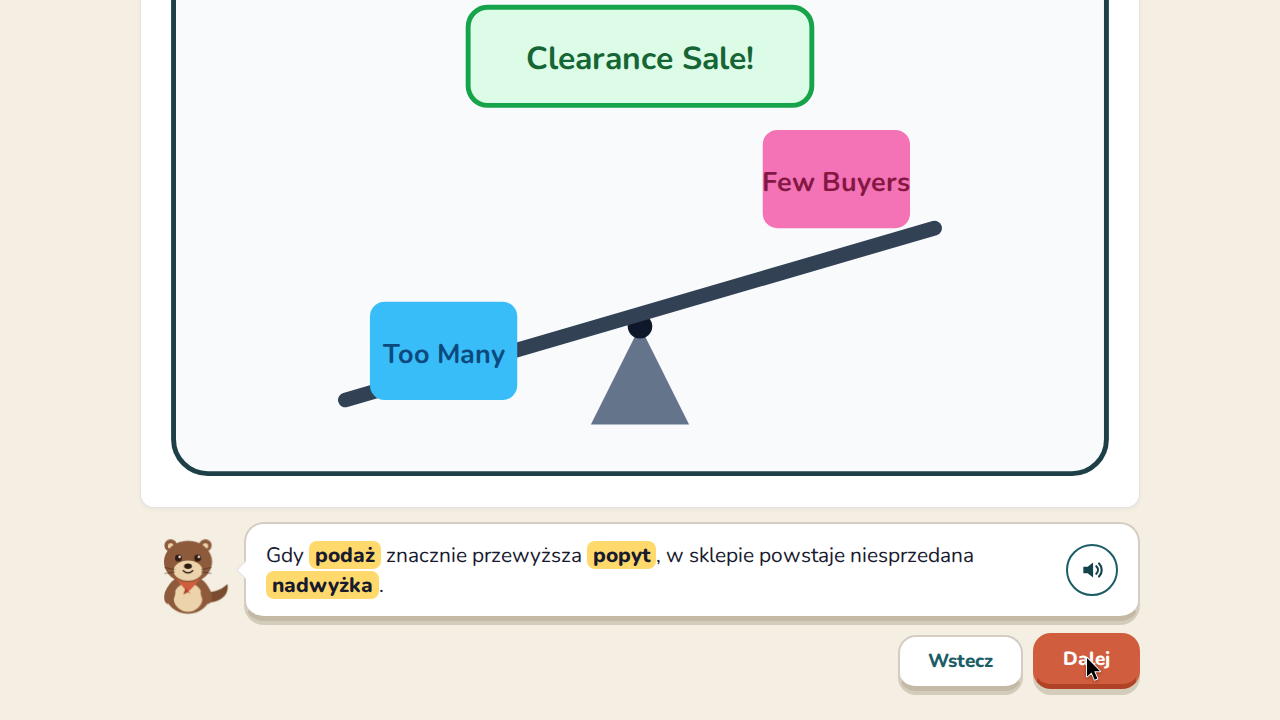 Clearance Sale!
Few Buyers
Too Many
Gdy podaż znacznie przewyższa popyt, w sklepie powstaje niesprzedana
nadwyżka.
Wstecz
Dalej